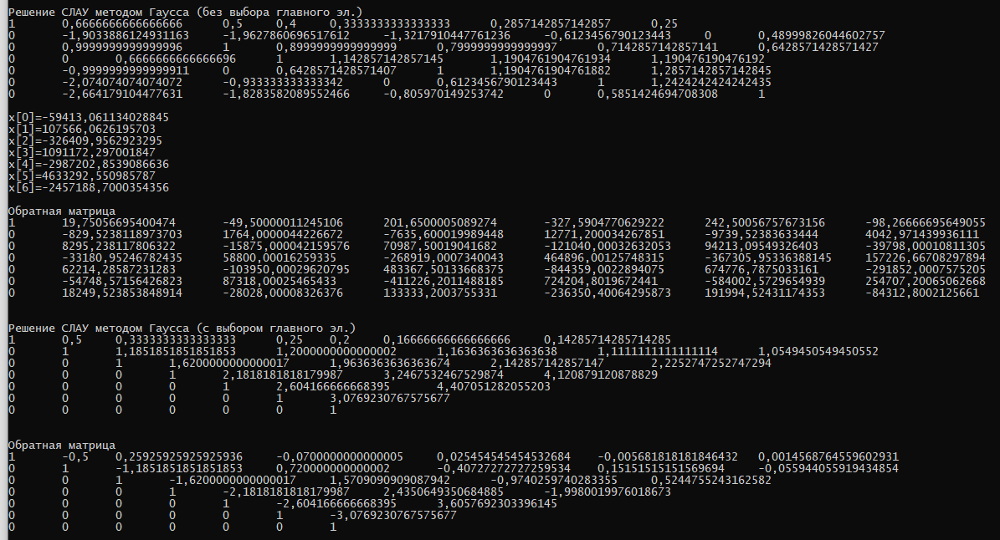 Решение СЛАУ методом Гаусса (без выбора главного эл.)
1 0,6666666666666666 0,5 0,4 0,3333333333333333 0,2857142857142857 0,25
0 -1,9033886124931163 -1,9627860696517612 -1,3217910447761236 -0,6123456790123443 0 0,48999826044602757
0 0,9999999999999996 1 0,8999999999999999 0,7999999999999997 0,7142857142857141 0,6428571428571427
0 0 0,6666666666666696 1 1,142857142857145 1,1904761904761934 1,190476190476192
0 -0,9999999999999911 0 0,6428571428571407 1 1,1904761904761882 1,2857142857142845
0 -2,074074074074072 -0,933333333333342 0 0,6123456790123443 1 1,2424242424242435
0 -2,664179104477631 -1,8283582089552466 -0,805970149253742 0 0,5851424694708308 1
x[0]=-59413,061134028845
x[1]=107566,0626195703
x[2]=-326409,9562923295
x[3]=1091172,297001847
x[4]=-2987202,8539086636
x[5]=4633292,550985787
x[6]=-2457188,7000354356
Обратная матрица
1 19,75056695400474 -49,50000011245106 201,6500005089274 -327,5904770629222 242,50056757673156 -98,26666695649055
0 -829,5238118973703 1764,0000044226672 -7635,600019989448 12771,200034267851 -9739,52383633444 4042,971439936111
0 8295,238117806322 -15875,000042159576 70987,50019041682 -121040,00032632053 94213,09549326403 -39798,00010811305
0 -33180,95246782435 58800,00016259335 -268919,0007340043 464896,00125748315 -367305,95336388145 157226,66708297894
0 62214,28587231283 -103950,00029620795 483367,50133668375 -844359,0022894075 674776,7875033161 -291852,0007575205
0 -54748,57156426823 87318,00025465433 -411226,2011488185 724204,8019672441 -584002,5729654939 254707,20065062668
0 18249,523853848914 -28028,00008326376 133333,2003755331 -236350,40064295873 191994,52431174353 -84312,8002125661
Решение СЛАУ методом Гаусса (с выбором главного эл.)
1 0,5 0,3333333333333333 0,25 0,2 0,16666666666666666 0,14285714285714285
0 1 1,1851851851851853 1,2000000000000002 1,1636363636363638 1,1111111111111114 1,0549450549450552
0 0 1 1,6200000000000017 1,9636363636363674 2,142857142857147 2,2252747252747294
0 0 0 1 2,1818181818179987 3,2467532467529874 4,120879120878829
0 0 0 0 1 2,604166666668395 4,407051282055203
0 0 0 0 0 1 3,0769230767575677
0 0 0 0 0 0 1
Обратная матрица
1 -0,5 0,25925925925925936 -0,0700000000000005 0,025454545454532684 -0,005681818181846432 0,0014568764559602931
0 1 -1,1851851851851853 0,720000000000002 -0,4072727272729534 0,15151515151569694 -0,055944055919434854
0 0 1 -1,6200000000000017 1,5709090909087942 -0,9740259740283355 0,5244755243162582
0 0 0 1 -2,1818181818179987 2,4350649350684885 -1,9980019976018673
0 0 0 0 1 -2,604166666668395 3,6057692303396145
0 0 0 0 0 1 -3,0769230767575677
0 0 0 0 0 0 1